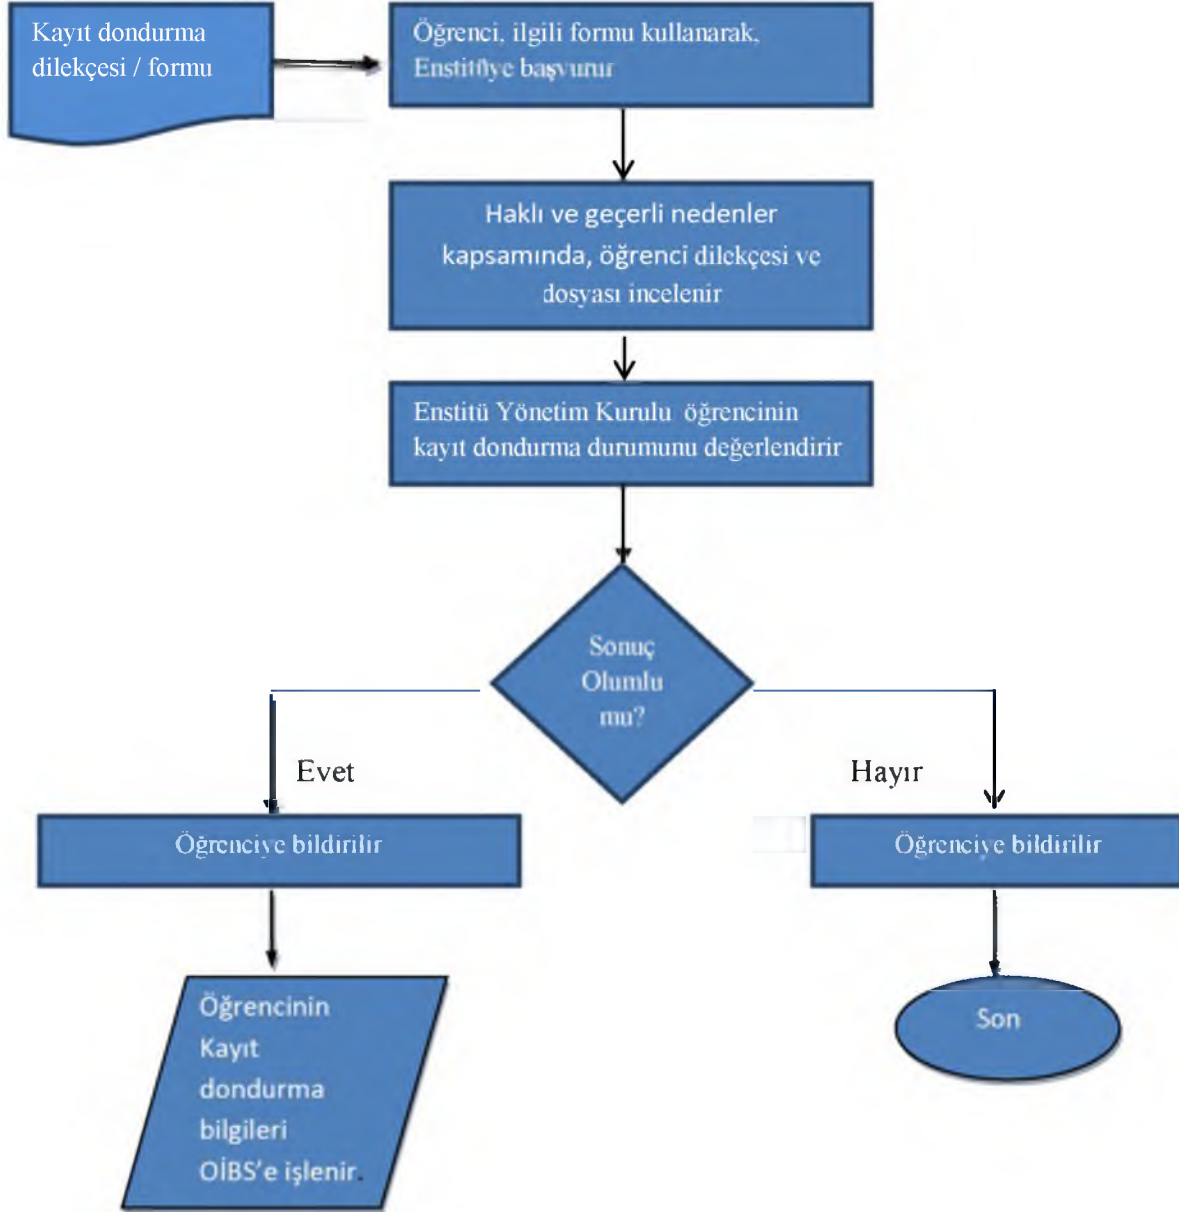 Kayıt dondurma
dilekçesi / formu
Öğrenci, ilgili formu kullanarak,
Enstitüye başvurur
Haklı ve geçerli nedenler
kapsamında, öğrenci dilekçesi ve
dosyası incelenir
Enstitü Yönetim Kurulu öğrencinin
kayıt dondurma durumunu değerlendirir
Sonuç
Olumlu
mu?
Evet
Hayır
Öğrenciye bildirilir
Öğrenciye bildirilir
Öğrencinin
Kayıt
dondurma
bilgileri
OİBS'e işlenir.
Son